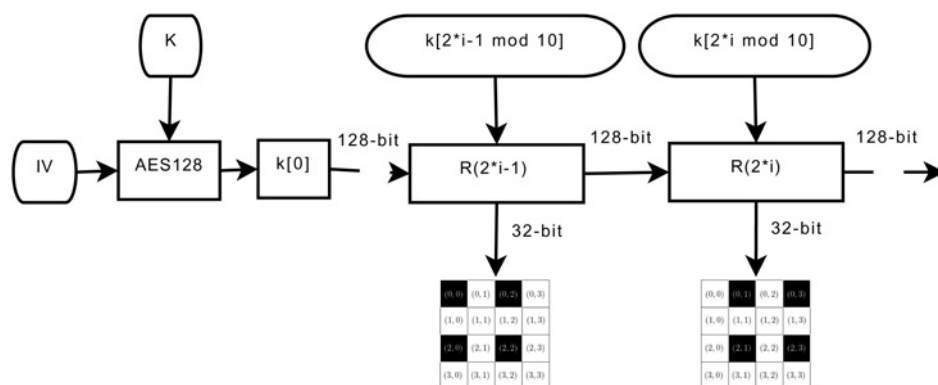 K
k[2*i-1 mod 10]
k[2*i mod 10]
IV
AES128
k[0]
128-bit
R(2*i-1)
128-bit
R(2*i)
128-bit
32-bit
32-bit
(0, 0) (0, 1) (0, 2) (0, 3)
(1, 0) (1, 1) (1, 2) (1, 3)
(2, 0) (2, 1) (2, 2) (2, 3)
(3, 0) (3, 1) (3, 2) (3, 3)
(0, 0) (0, 1) (0, 2) (0, 3)
(1, 0) (1, 1) (1, 2) (1, 3)
(2, 0) (2, 1) (2, 2) (2, 3)
(3, 0) (3, 1) (3, 2) (3, 3)